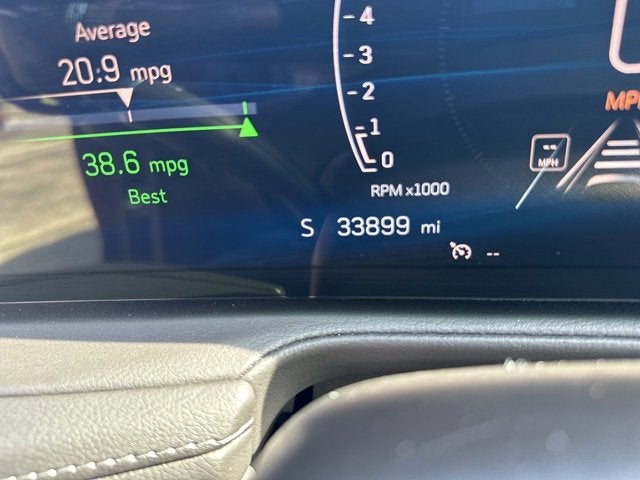 Average
20.9 mpg
38.6 mpg
Best
4
3
2
1
0
RPM x1000
S 33899 mi
--
MPH
--